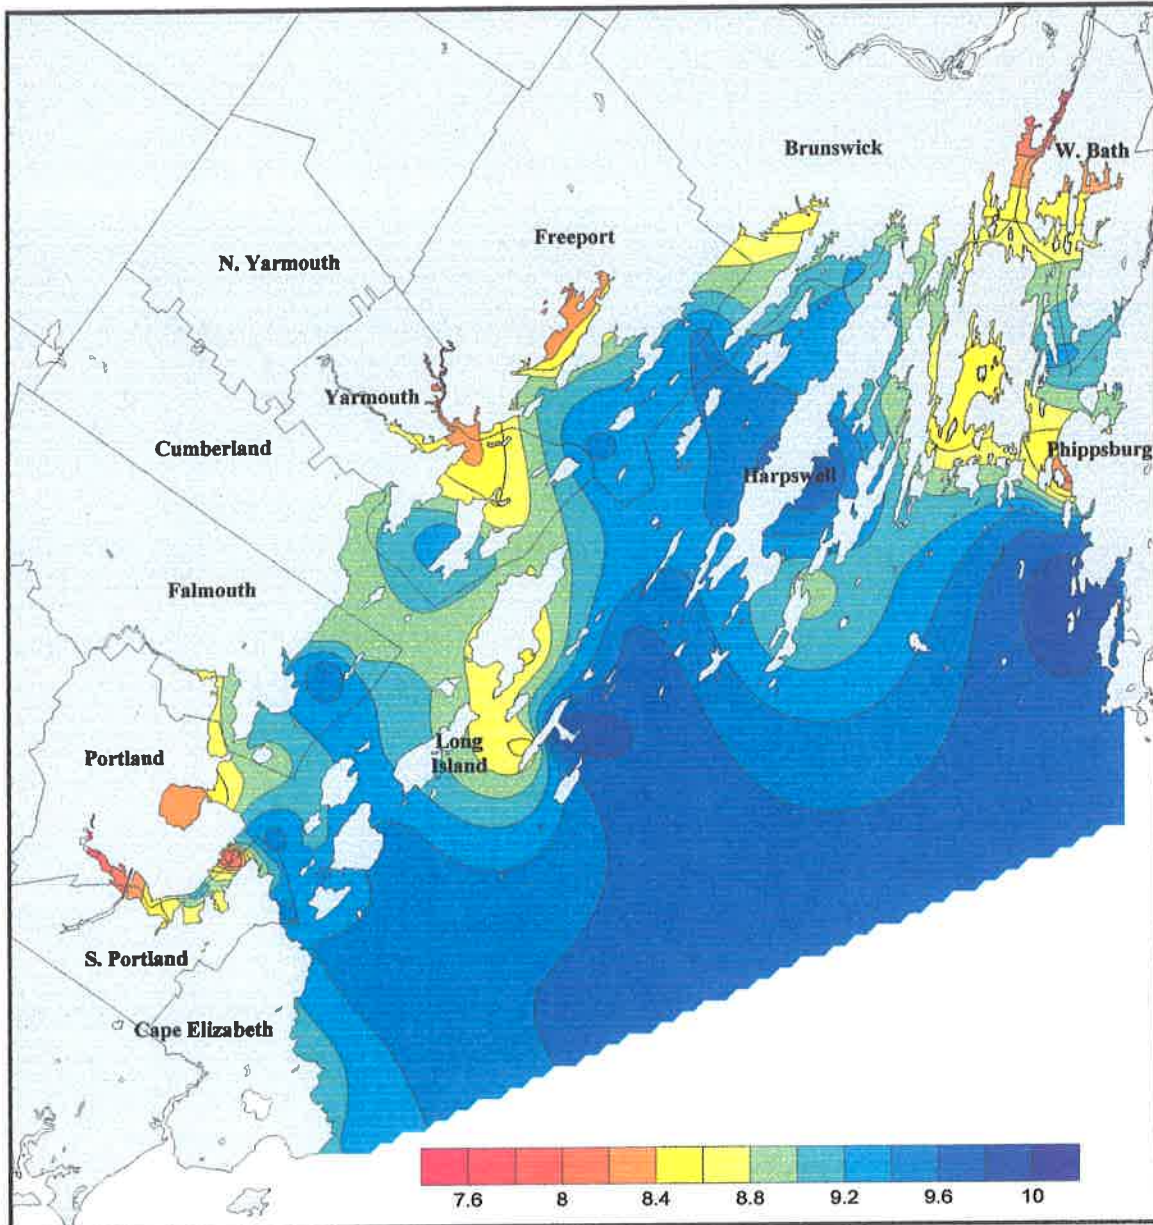 Brunswick
W. Bath
Freeport
N. Yarmouth
Yarmouth
Cumberland
Harpswell
Phippsburg
Falmouth
Portland
Long
Island
S. Portland
Cape Elizabeth
7.6 8 8.4 8.8 9.2 9.6 10